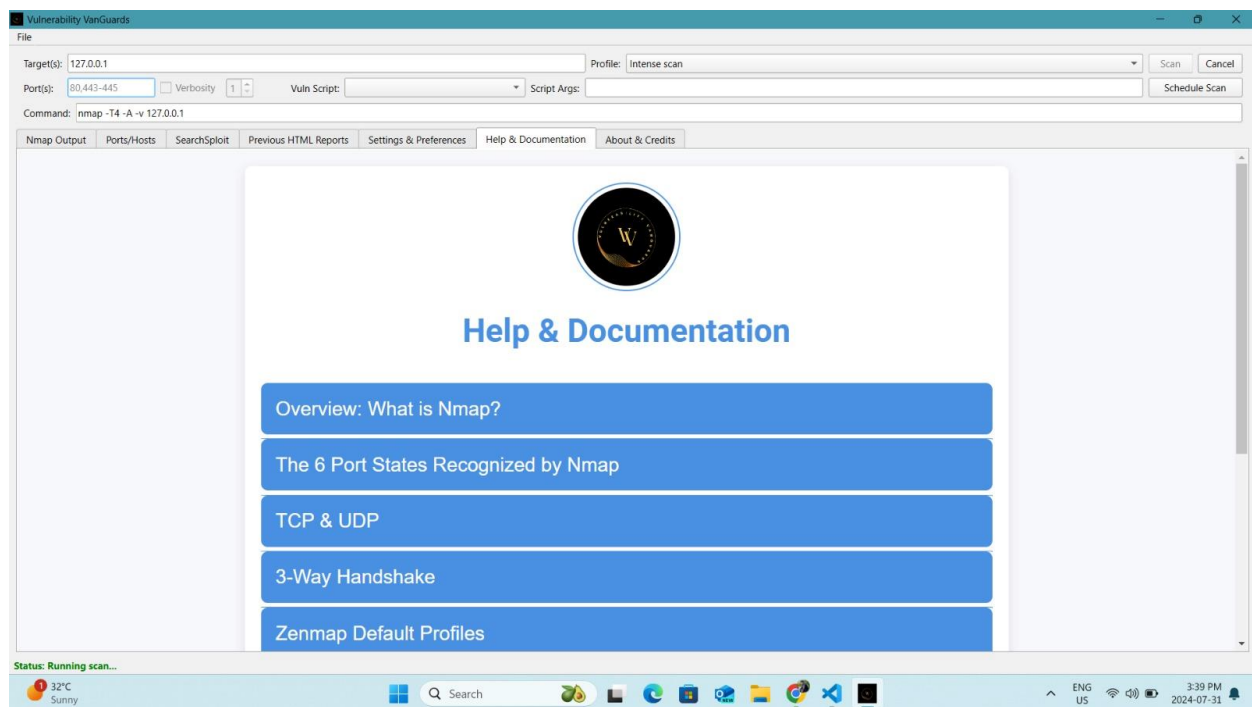 Vulnerability VanGuards
File
Target(s): 127.0.0.1 Profile: Intense scan Scan Cancel
Port(s): 80,443-445 Verbosity 1 Vuln Script: Script Args: Schedule Scan
Command: nmap -T4 -A -v 127.0.0.1
Nmap Output Ports/Hosts SearchSploit Previous HTML Reports Settings & Preferences Help & Documentation About & Credits
Help & Documentation
Overview: What is Nmap?
The 6 Port States Recognized by Nmap
TCP & UDP
3-Way Handshake
Zenmap Default Profiles
Status: Running scan...
1 32°C Search ENG 3:39 PM
Sunny US 2024-07-31